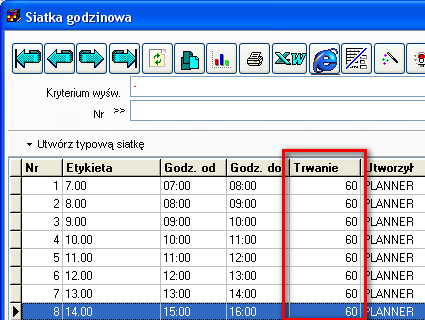 Siatka godzinowa
XW
Kryterium wyśw.
Nr >>
Utwórz typową siatkę
Nr Etykieta Godz. od Godz. do Trwanie Utworzył
1 7.00 07:00 08:00 60 PLANNER
2 8.00 08:00 09:00 60 PLANNER
3 9.00 09:00 10:00 60 PLANNER
4 10.00 10:00 11:00 60 PLANNER
5 11.00 11:00 12:00 60 PLANNER
6 12.00 12:00 13:00 60 PLANNER
7 13.00 13:00 14:00 60 PLANNER
8 14.00 15:00 16:00 60 PLANNER